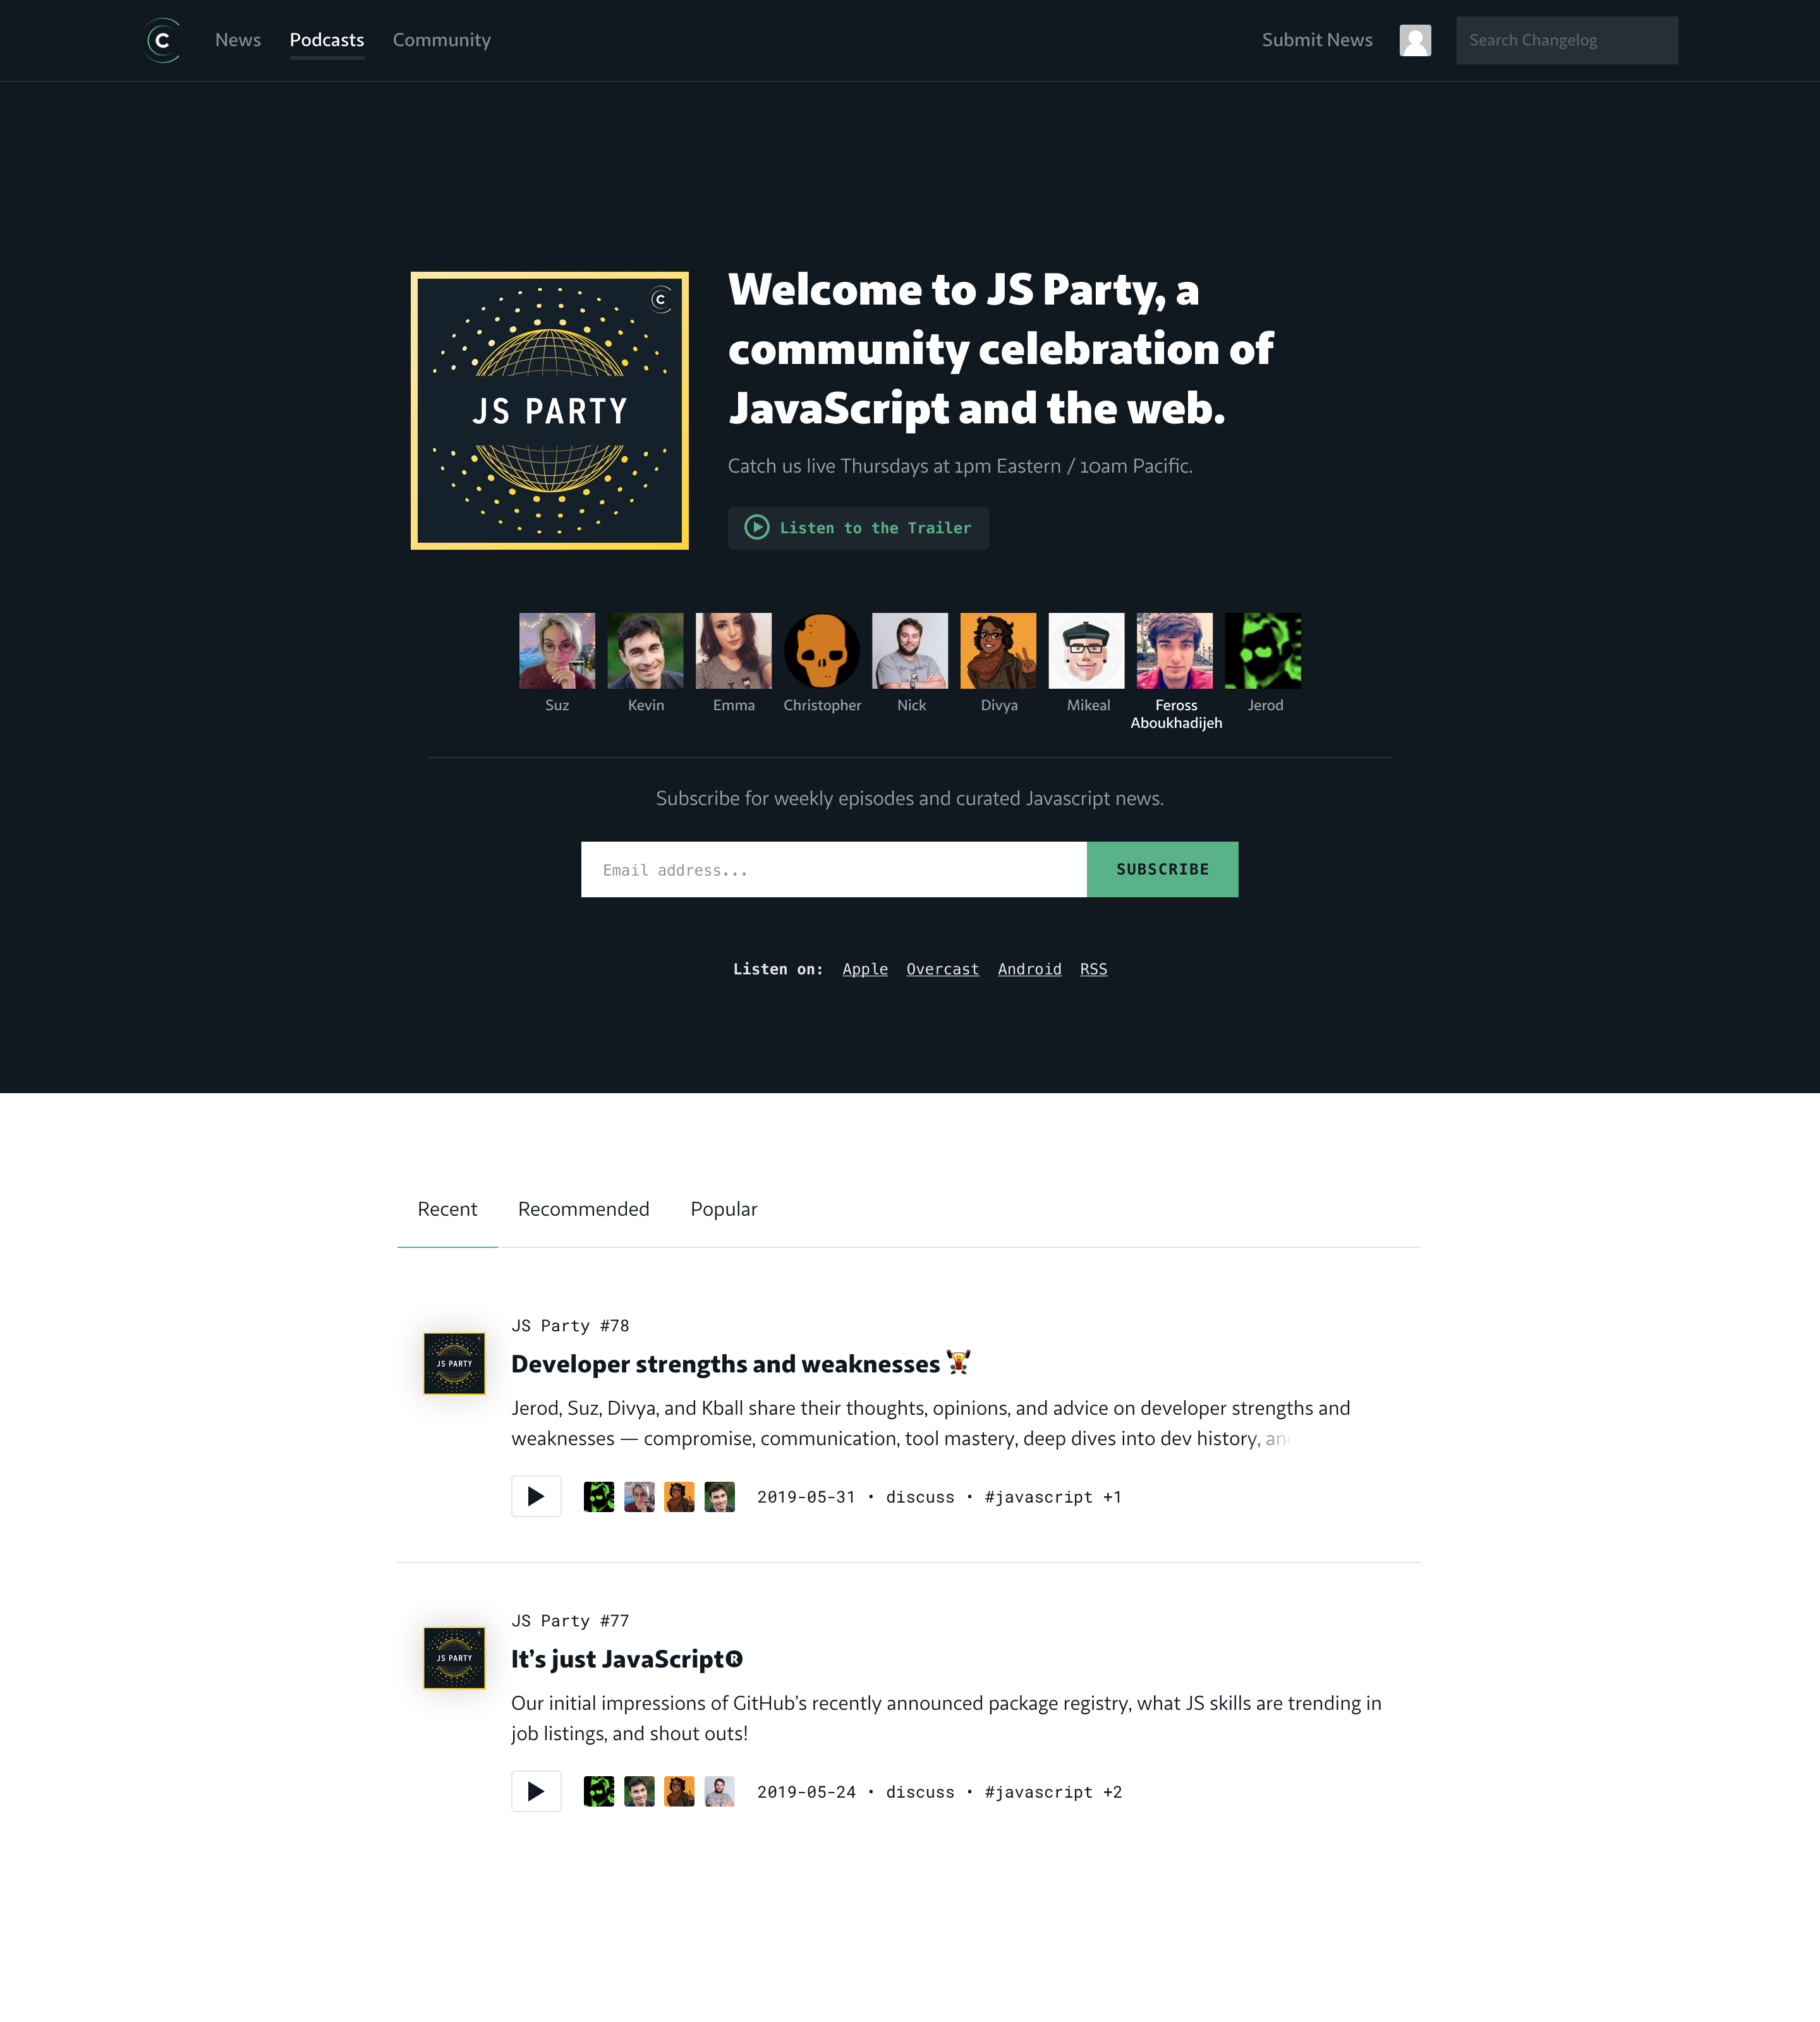 C
News
Podcasts
Community
Submit News
Search Changelog
C
JS PARTY
Welcome to JS Party, a
community celebration of
JavaScript and the web.
Catch us live Thursdays at 1pm Eastern / 10am Pacific.
Listen to the Trailer
Suz
Kevin
Emma
Christopher
Nick
Divya
Mikeal
Feross
Aboukhadijeh
Jerod
Subscribe for weekly episodes and curated Javascript news.
Email address...
SUBSCRIBE
Listen on: Apple Overcast Android RSS
Recent
Recommended
Popular
JS PARTY
JS Party #78
Developer strengths and weaknesses 🏋️
Jerod, Suz, Divya, and Kball share their thoughts, opinions, and advice on developer strengths and
weaknesses — compromise, communication, tool mastery, deep dives into dev history, and
2019-05-31 • discuss • #javascript +1
JS PARTY
JS Party #77
It’s just JavaScript®
Our initial impressions of GitHub’s recently announced package registry, what JS skills are trending in
job listings, and shout outs!
2019-05-24 • discuss • #javascript +2